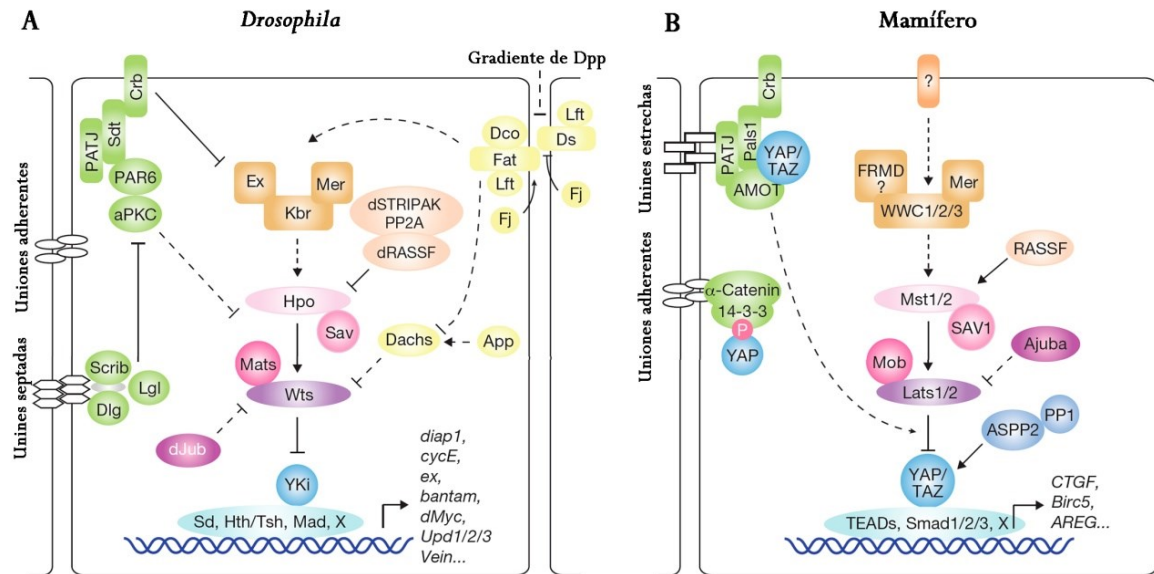 A
Drosophila
Gradiente de Dpp
Uniones adherentes
Unines septadas
Crb
Sdt
PATJ
PAR6
aPKC
Scrib
Lgl
Dlg
Ex
Mer
Kbr
dSTRIPAK
PP2A
dRASSF
Hpo
Sav
Mats
Wts
dJub
Dachs
App
Dco
Fat
Lft
Fj
Lft
Ds
Fj
YKi
Sd, Hth/Tsh, Mad, X
diap1,
cycE,
ex,
bantam,
dMyc,
Upd1/2/3
Vein...
B
Mamífero
Unines estrechas
Uniones adherentes
Crb
Pals1
PATJ
YAP/
TAZ
AMOT
α-Catenin
14-3-3
P
YAP
?
FRMD
?
Mer
WWC1/2/3
RASSF
Mst1/2
SAV1
Mob
Ajuba
Lats1/2
PP1
ASPP2
YAP/
TAZ
TEADs, Smad1/2/3, X
CTGF,
Birc5,
AREG...